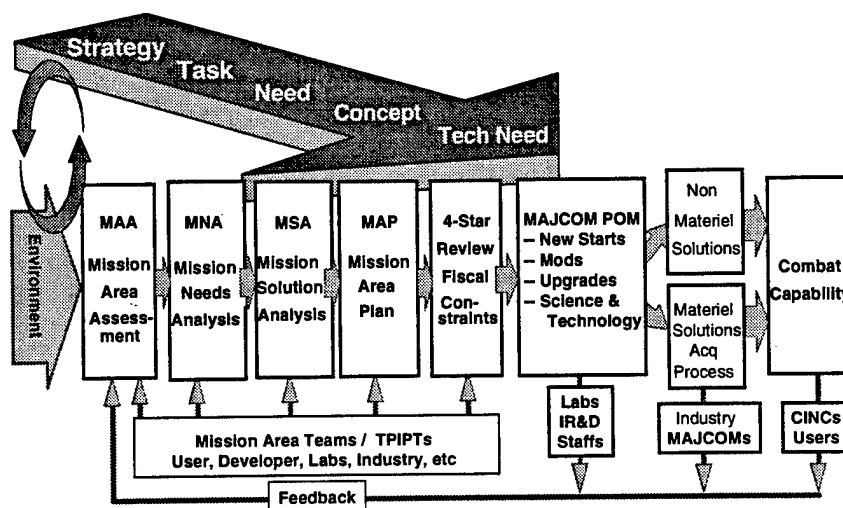 Strategy
Task
Need
Concept
Tech Need
Environment
MAA
Mission
Area
Assess-
ment
MNA
Mission
Needs
Analysis
MSA
Mission
Solution
Analysis
MAP
Mission
Area
Plan
4-Star
Review
Fiscal
Con-
straints
MAJCOM POM
– New Starts
– Mods
– Upgrades
– Science &
Technology
Non
Materiel
Solutions
Materiel
Solutions
Acq
Process
Combat
Capability
Mission Area Teams / TPIPTs
User, Developer, Labs, Industry, etc
Labs
IR&D
Staffs
Industry
MAJCOMs
CINCs
Users
Feedback